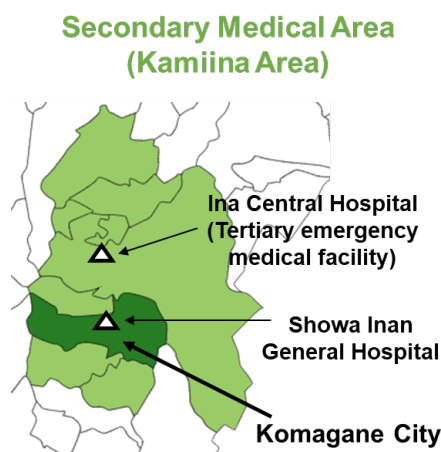 Secondary Medical Area
(Kamiina Area)
Ina Central Hospital
(Tertiary emergency
medical facility)
Showa Inan
General Hospital
Komagane City